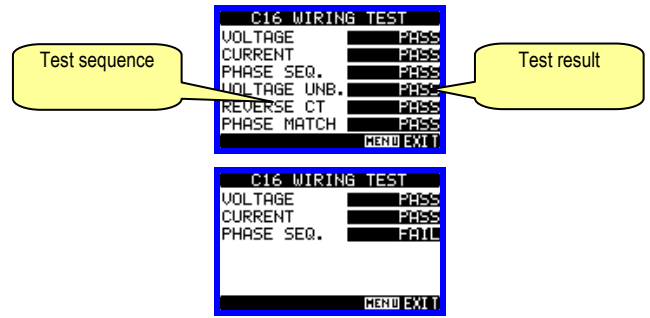 C16 WIRING TEST
VOLTAGE PASS
CURRENT PASS
PHASE SEQ. PASS
VOLTAGE UNB. PASS
REVERSE CT PASS
PHASE MATCH PASS
MENU EXIT
Test sequence
Test result
C16 WIRING TEST
VOLTAGE PASS
CURRENT PASS
PHASE SEQ. FAIL
MENU EXIT